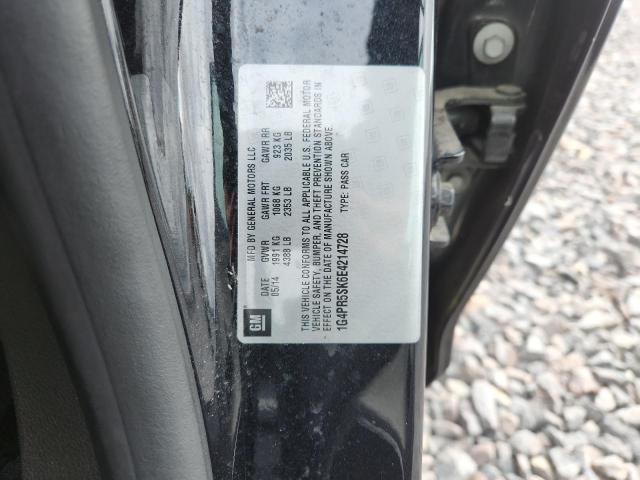 GM
MFD BY GENERAL MOTORS LLC
DATE GVWR GAWR FRT GAWR RR
05/14 1991 KG 1068 KG 923 KG
4388 LB 2353 LB 2035 LB
THIS VEHICLE CONFORMS TO ALL APPLICABLE U.S. FEDERAL MOTOR
VEHICLE SAFETY, BUMPER, AND THEFT PREVENTION STANDARDS IN
EFFECT ON THE DATE OF MANUFACTURE SHOWN ABOVE.
1G4PR5SK6E4214728 TYPE: PASS CAR